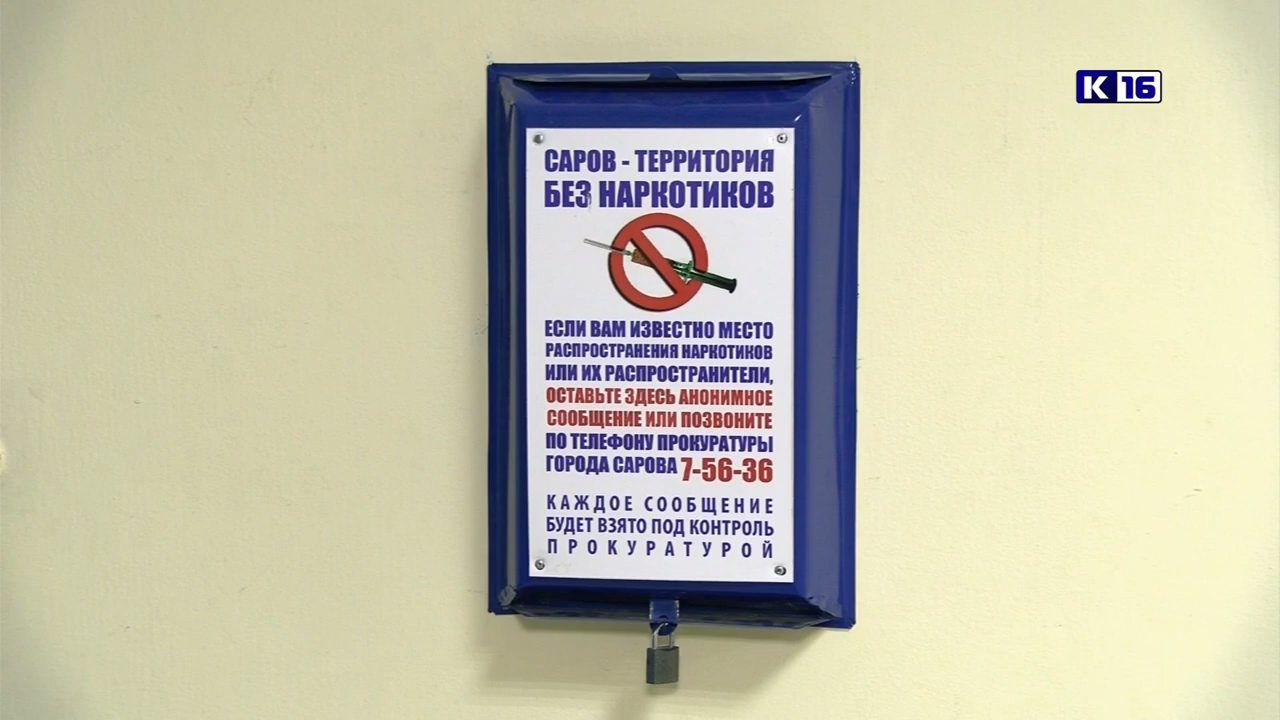 К 16
САРОВ - ТЕРРИТОРИЯ
БЕЗ НАРКОТИКОВ
ЕСЛИ ВАМ ИЗВЕСТНО МЕСТО
РАСПРОСТРАНЕНИЯ НАРКОТИКОВ
ИЛИ ИХ РАСПРОСТРАНИТЕЛИ,
ОСТАВЬТЕ ЗДЕСЬ АНОНИМНОЕ
СООБЩЕНИЕ ИЛИ ПОЗВОНИТЕ
ПО ТЕЛЕФОНУ ПРОКУРАТУРЫ
ГОРОДА САРОВА 7-56-36
КАЖДОЕ СООБЩЕНИЕ
БУДЕТ ВЗЯТО ПОД КОНТРОЛЬ
ПРОКУРАТУРОЙ